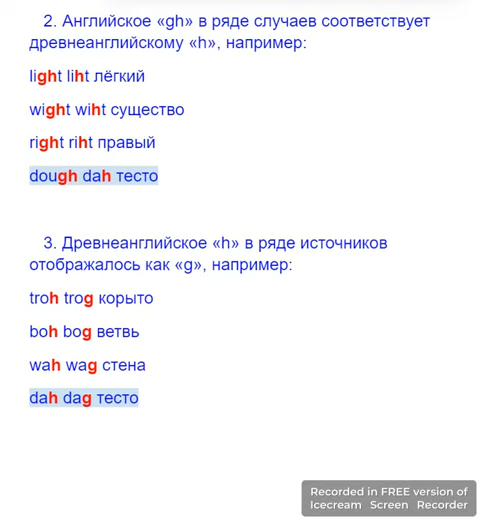 2. Английское «gh» в ряде случаев соответствует
древнеанглийскому «h», например:
light liht лёгкий
wight wiht существо
right riht правый
dough dah тесто
3. Древнеанглийское «h» в ряде источников
отображалось как «g», например:
troh trog корыто
boh bog ветвь
wah wag стена
dah dag тесто
Recorded in FREE version of
Icecream Screen Recorder